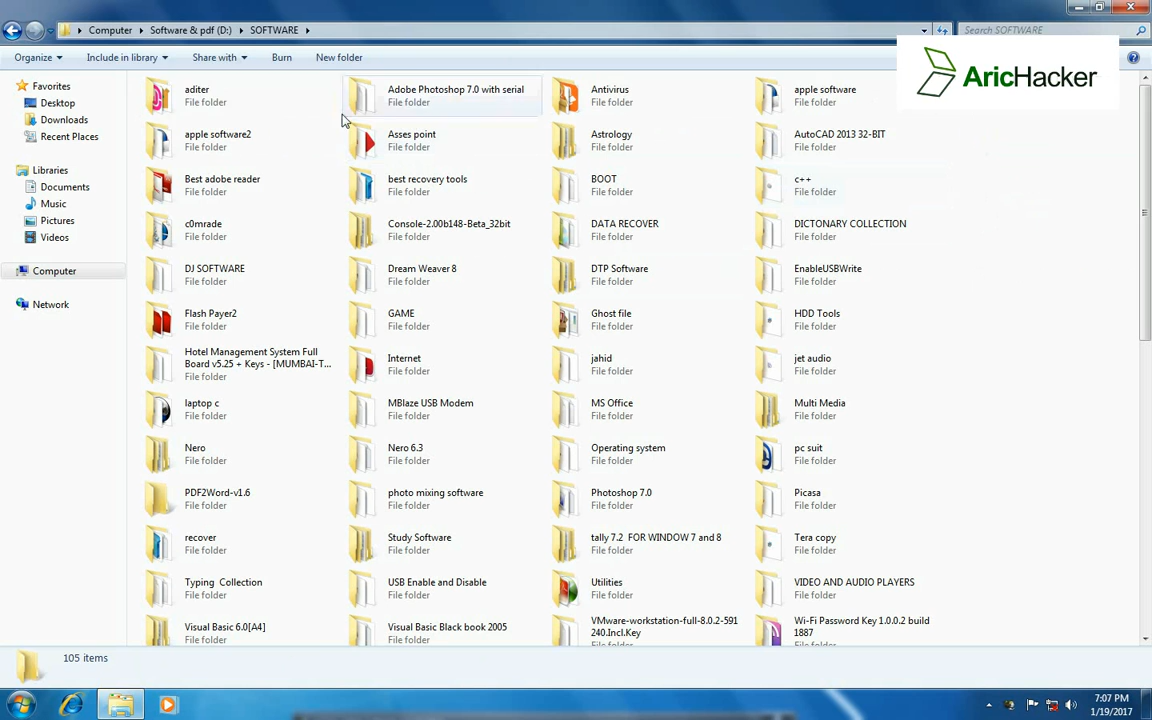 Computer ▸ Software & pdf (D:) ▸ SOFTWARE ▸
Search SOFTWARE
Organize Include in library Share with Burn New folder
AricHacker
Favorites
Desktop
Downloads
Recent Places
Libraries
Documents
Music
Pictures
Videos
Computer
Network
aditer
File folder
Adobe Photoshop 7.0 with serial
File folder
Antivirus
File folder
apple software
File folder
apple software2
File folder
Asses point
File folder
Astrology
File folder
AutoCAD 2013 32-BIT
File folder
Best adobe reader
File folder
best recovery tools
File folder
BOOT
File folder
c++
File folder
c0mrade
File folder
Console-2.00b148-Beta_32bit
File folder
DATA RECOVER
File folder
DICTONARY COLLECTION
File folder
DJ SOFTWARE
File folder
Dream Weaver 8
File folder
DTP Software
File folder
EnableUSBWrite
File folder
Flash Payer2
File folder
GAME
File folder
Ghost file
File folder
HDD Tools
File folder
Hotel Management System Full
Board v5.25 + Keys - [MUMBAI-T...
File folder
Internet
File folder
jahid
File folder
jet audio
File folder
laptop c
File folder
MBlaze USB Modem
File folder
MS Office
File folder
Multi Media
File folder
Nero
File folder
Nero 6.3
File folder
Operating system
File folder
pc suit
File folder
PDF2Word-v1.6
File folder
photo mixing software
File folder
Photoshop 7.0
File folder
Picasa
File folder
recover
File folder
Study Software
File folder
tally 7.2 FOR WINDOW 7 and 8
File folder
Tera copy
File folder
Typing Collection
File folder
USB Enable and Disable
File folder
Utilities
File folder
VIDEO AND AUDIO PLAYERS
File folder
Visual Basic 6.0[A4]
File folder
Visual Basic Black book 2005
File folder
VMware-workstation-full-8.0.2-591
240.Incl.Key
Wi-Fi Password Key 1.0.0.2 build
1887
105 items
7:07 PM
1/19/2017